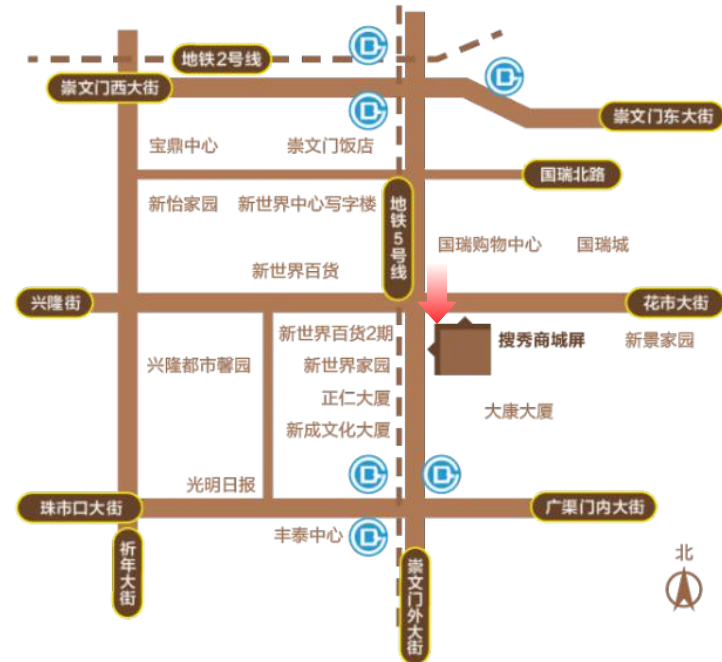 地铁2号线
崇文门西大街
崇文门东大街
宝鼎中心
崇文门饭店
国瑞北路
新怡家园
新世界中心写字楼
地铁5号线
国瑞购物中心
国瑞城
新世界百货
兴隆街
花市大街
新世界百货2期
搜秀商城屏
新景家园
兴隆都市馨园
新世界家园
正仁大厦
大康大厦
新成文化大厦
光明日报
珠市口大街
广渠门内大街
丰泰中心
祈年大街
崇文门外大街
北